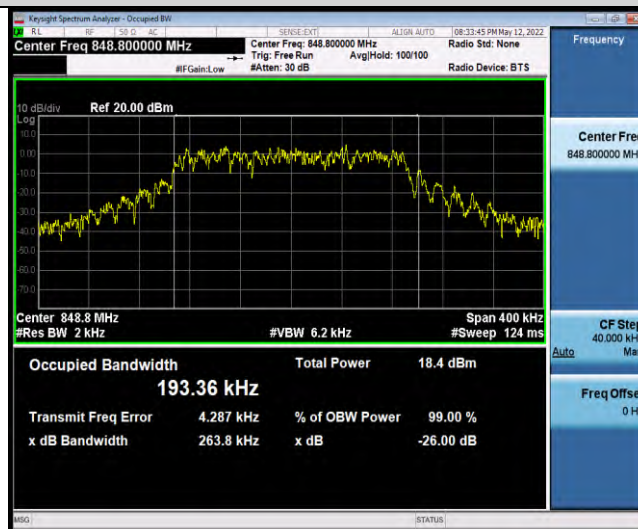 Keysight Spectrum Analyzer - Occupied BW
RL RF 50 Ω AC SENSE:EXT ALIGN AUTO 08:33:45 PM May 12, 2022
Center Freq 848.800000 MHz
Center Freq: 848.800000 MHz
Radio Std: None
Trig: Free Run Avg|Hold: 100/100
#IFGain:Low #Atten: 30 dB
Radio Device: BTS
Frequency
10 dB/div Ref 20.00 dBm
Log
10.0
0.00
-10.0
-20.0
-30.0
-40.0
-50.0
-60.0
-70.0
Center Fre
848.800000 MH
Center 848.8 MHz Span 400 kHz
#Res BW 2 kHz #VBW 6.2 kHz #Sweep 124 ms
CF Step
40.000 kH
Auto Ma
Occupied Bandwidth Total Power 18.4 dBm
193.36 kHz
Transmit Freq Error 4.287 kHz % of OBW Power 99.00 %
x dB Bandwidth 263.8 kHz x dB -26.00 dB
Freq Offse
0 H
MSG STATUS